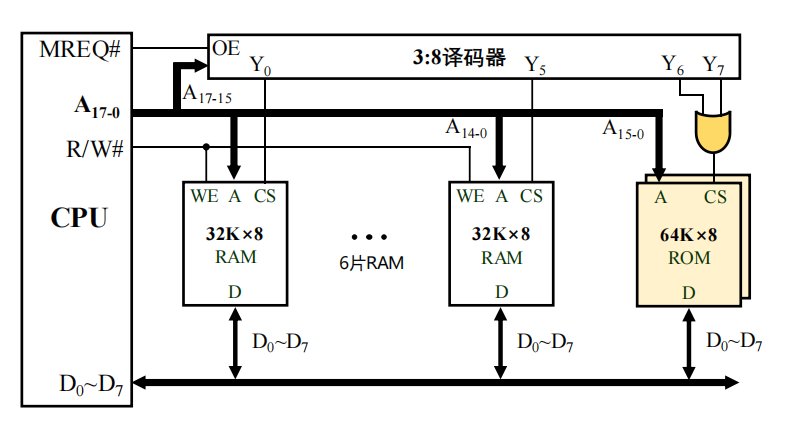 MREQ#
OE
3:8译码器
Y0
Y5
Y6
Y7
A17-15
A17-0
A14-0
A15-0
R/W#
CPU
WE A CS
32K×8
RAM
D
6片RAM
WE A CS
32K×8
RAM
D
A CS
64K×8
ROM
D
D0~D7
D0~D7
D0~D7
D0~D7